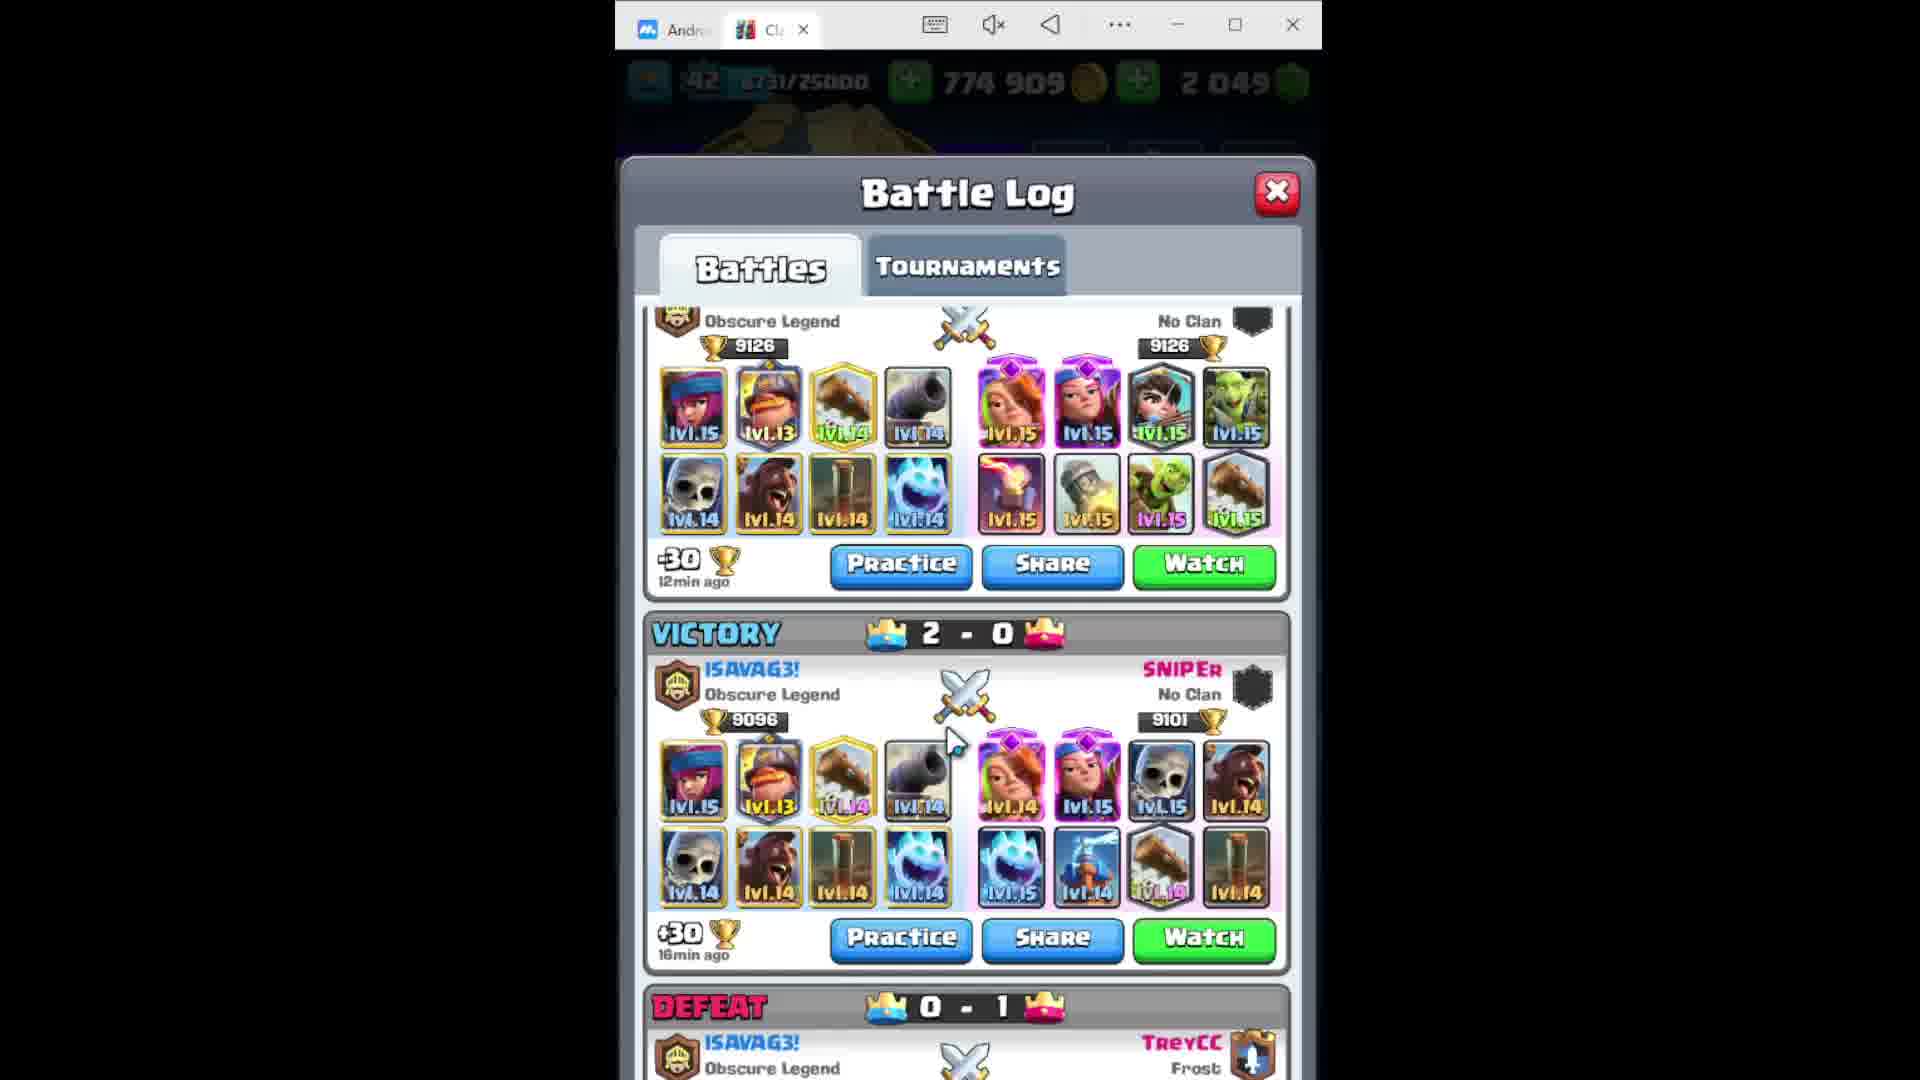 Andro
Cla
42
8731/25000
774 909
2 049
Battle Log
Battles
Tournaments
Obscure Legend
No Clan
9126
9126
lvl.15 lvl.13 lvl.14 lvl.14 lvl.15 lvl.15 lvl.15 lvl.15
lvl.14 lvl.14 lvl.14 lvl.14 lvl.15 lvl.15 lvl.15 lvl.15
-30
12min ago
Practice
Share
Watch
VICTORY
2 - 0
ISAVAG3!
SNIPER
Obscure Legend
No Clan
9096
9101
lvl.15 lvl.13 lvl.14 lvl.14 lvl.14 lvl.15 lvl.15 lvl.14
lvl.14 lvl.14 lvl.14 lvl.14 lvl.15 lvl.14 lvl.14
+30
16min ago
Practice
Share
Watch
DEFEAT
0 - 1
ISAVAG3!
TreyCC
Obscure Legend
Frost